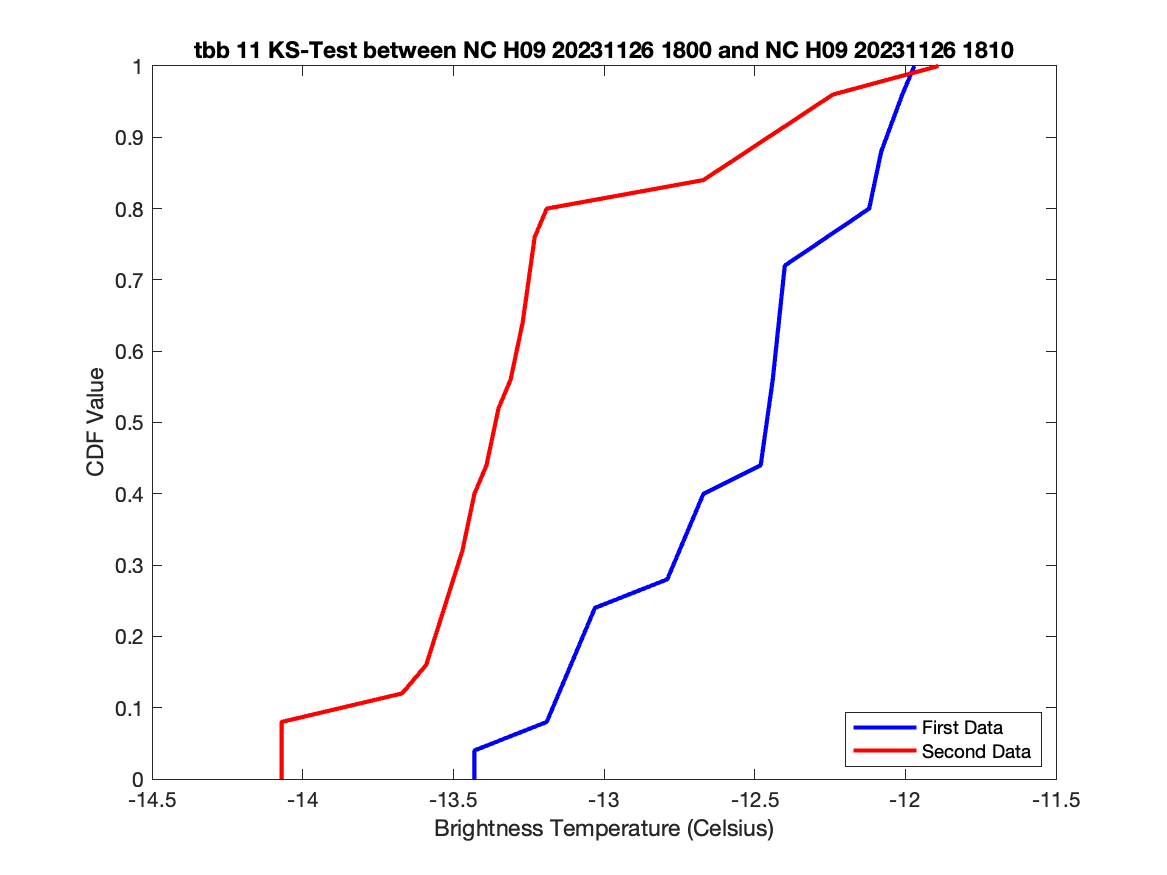 tbb 11 KS-Test between NC H09 20231126 1800 and NC H09 20231126 1810
1
0.9
0.8
0.7
0.6
0.5
0.4
0.3
0.2
0.1
0
CDF Value
-14.5 -14 -13.5 -13 -12.5 -12 -11.5
Brightness Temperature (Celsius)
First Data
Second Data